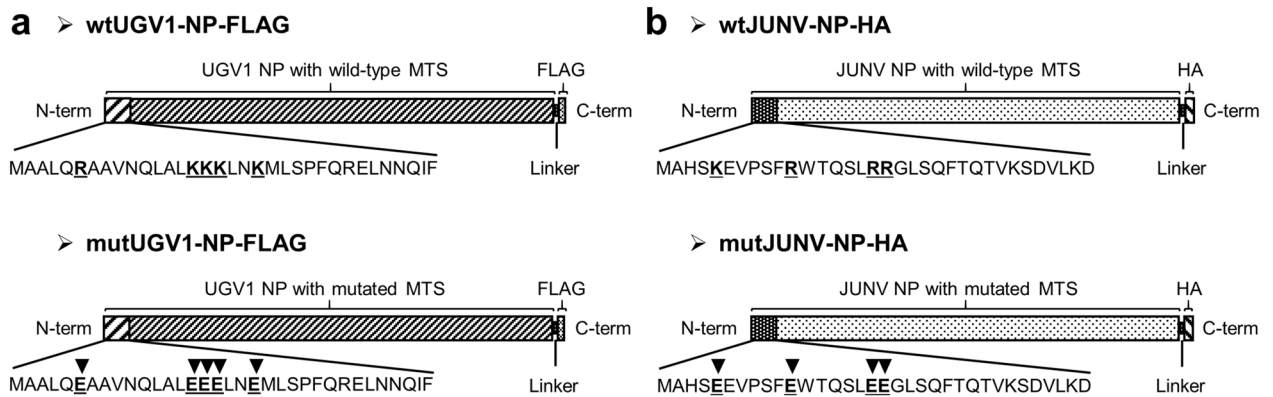 a
➢ wtUGV1-NP-FLAG
UGV1 NP with wild-type MTS
FLAG
N-term
C-term
MAALQRAAVNQLALKKKLNKMLSPFQRELNNQIF
Linker
➢ mutUGV1-NP-FLAG
UGV1 NP with mutated MTS
FLAG
N-term
C-term
MAALQEAAVNQLALEEELNEMLSPFQRELNNQIF
Linker
b
➢ wtJUNV-NP-HA
JUNV NP with wild-type MTS
HA
N-term
C-term
MAHSKEVPSFRWTQSLRRGLSQFTQTVKSDVLKD
Linker
➢ mutJUNV-NP-HA
JUNV NP with mutated MTS
HA
N-term
C-term
MAHSEEVPSFEWTQSLEEGLSQFTQTVKSDVLKD
Linker